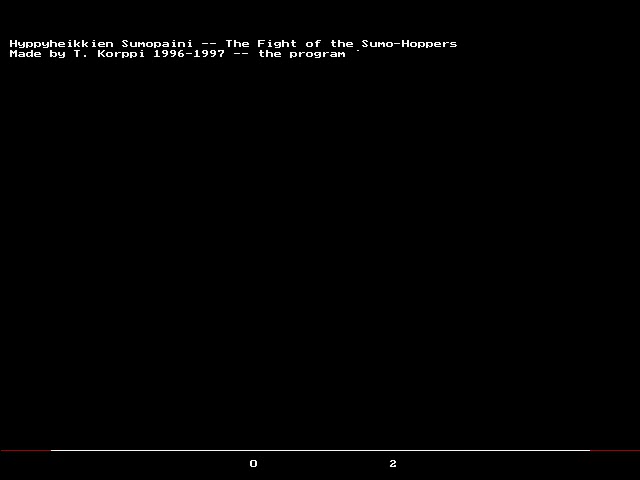 Hyppyheikkien Sumopaini -- The Fight of the Sumo-Hoppers
Made by T. Korppi 1996-1997 -- the program
0 2